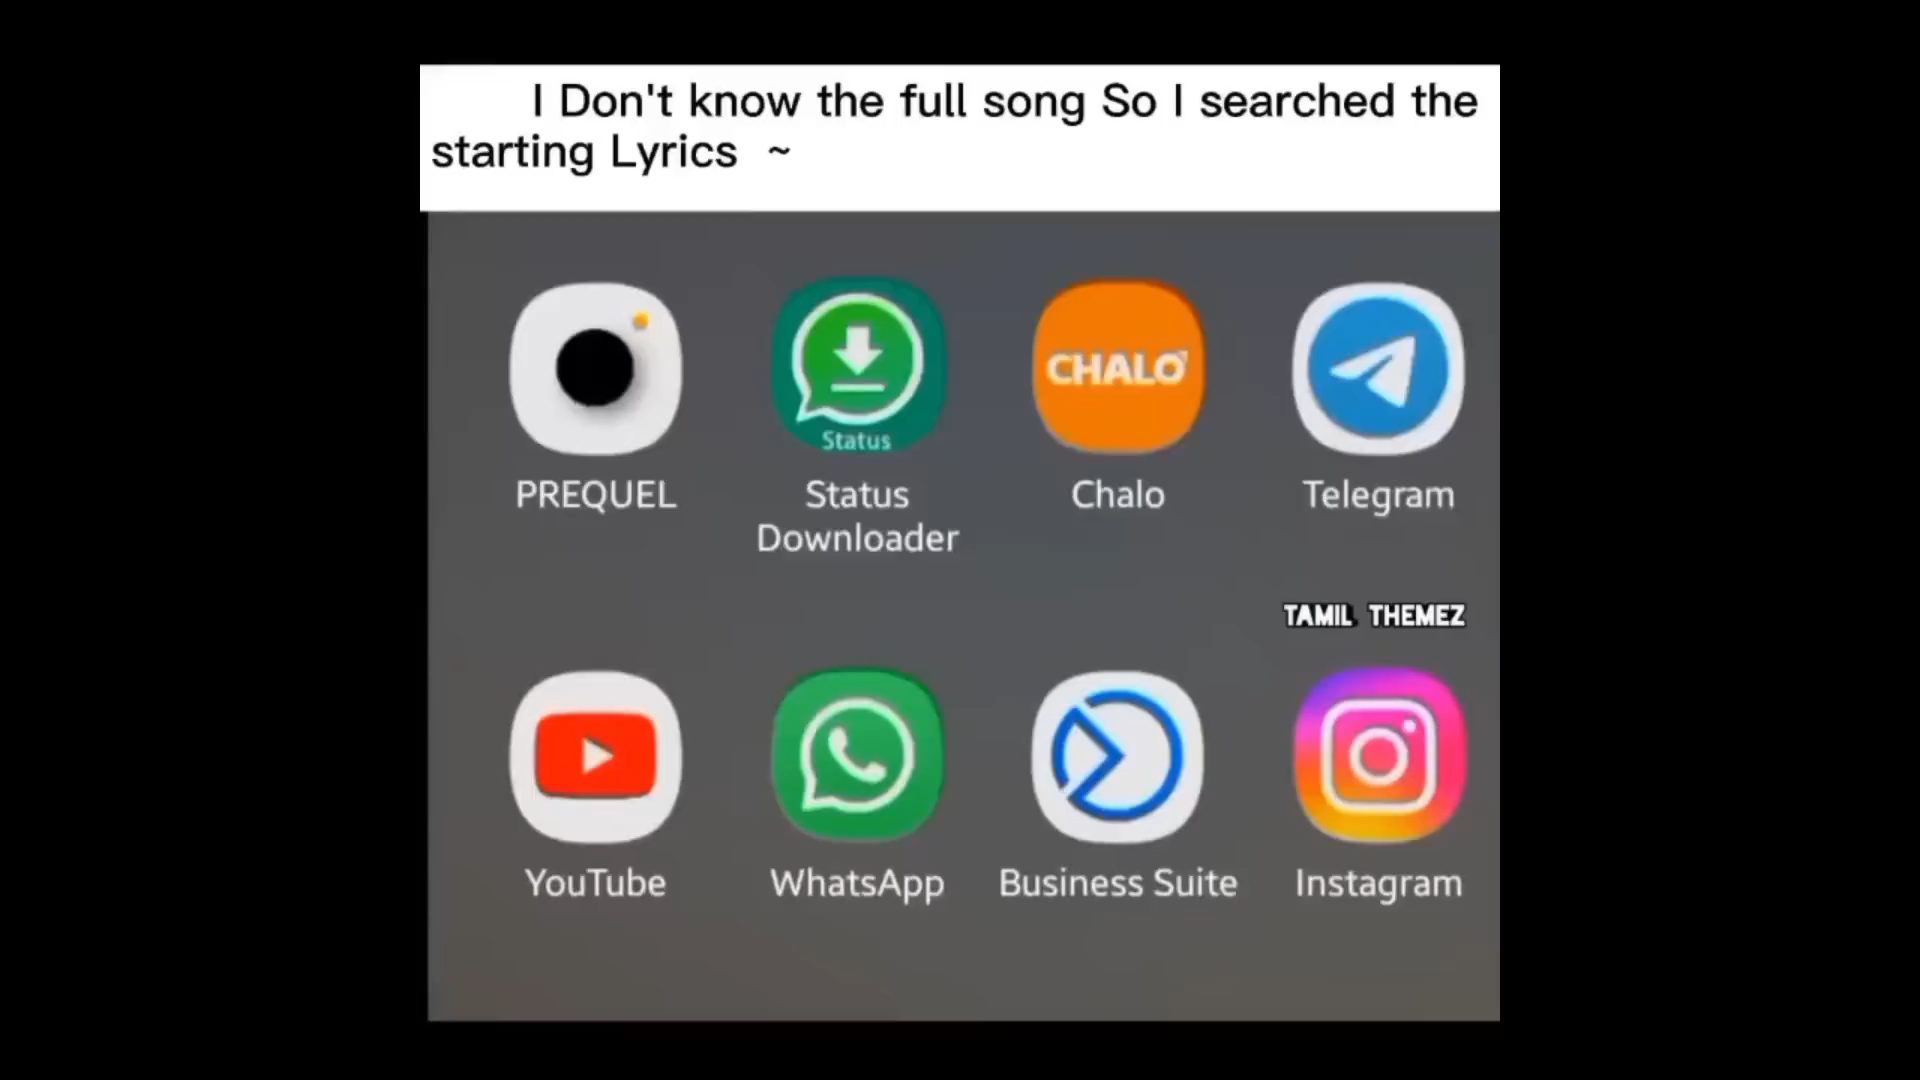 I Don't know the full song So I searched the
starting Lyrics ~
Status
CHALO
PREQUEL
Status
Downloader
Chalo
Telegram
TAMIL THEMEZ
YouTube
WhatsApp
Business Suite
Instagram